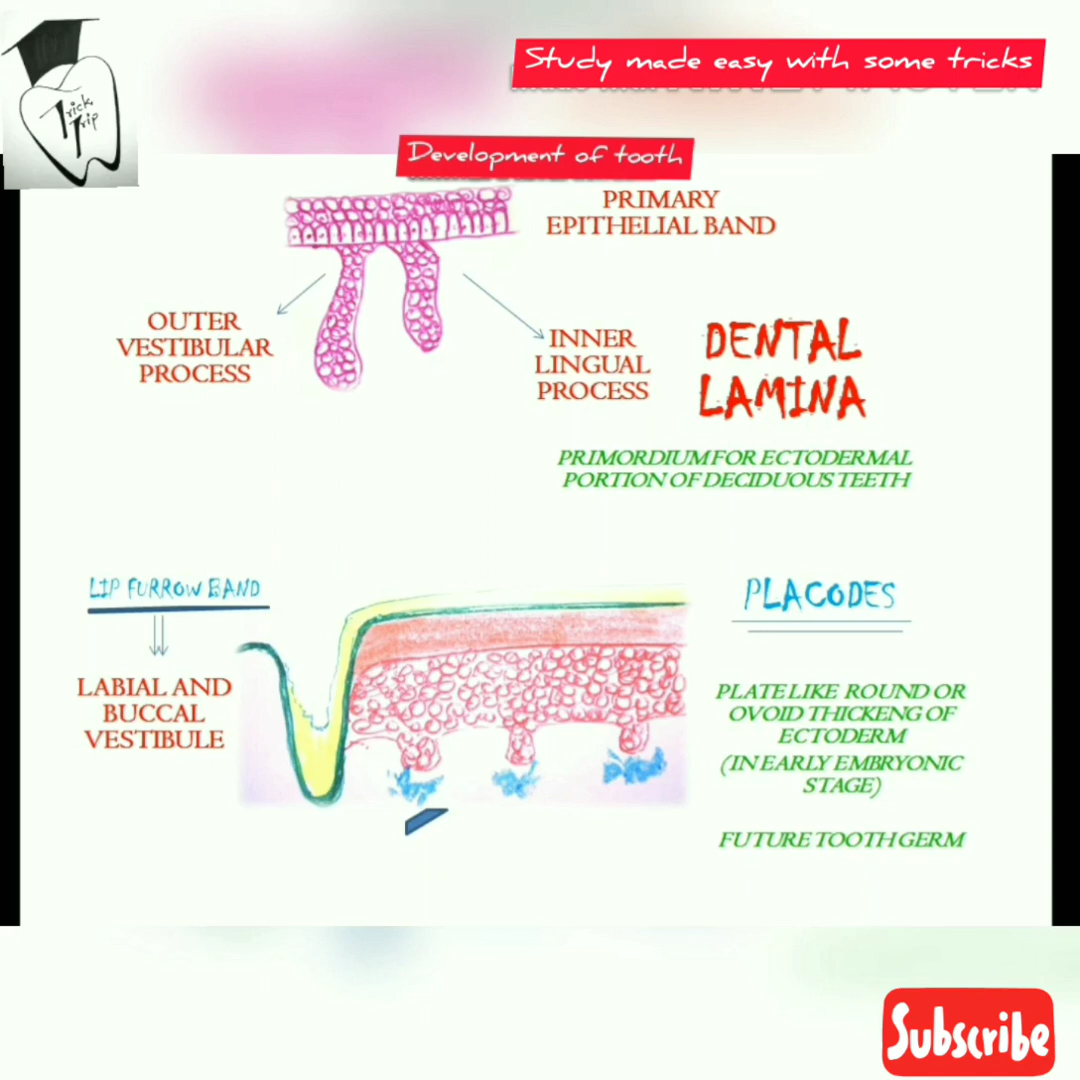 Study made easy with some tricks
Trick
Trip
Development of tooth
PRIMARY
EPITHELIAL BAND
OUTER
VESTIBULAR
PROCESS
INNER
LINGUAL
PROCESS
DENTAL
LAMINA
PRIMORDIUM FOR ECTODERMAL
PORTION OF DECIDUOUS TEETH
LIP FURROW BAND
LABIAL AND
BUCCAL
VESTIBULE
PLACODES
PLATE LIKE ROUND OR
OVOID THICKENG OF
ECTODERM
(IN EARLY EMBRYONIC
STAGE)
FUTURE TOOTH GERM
Subscribe